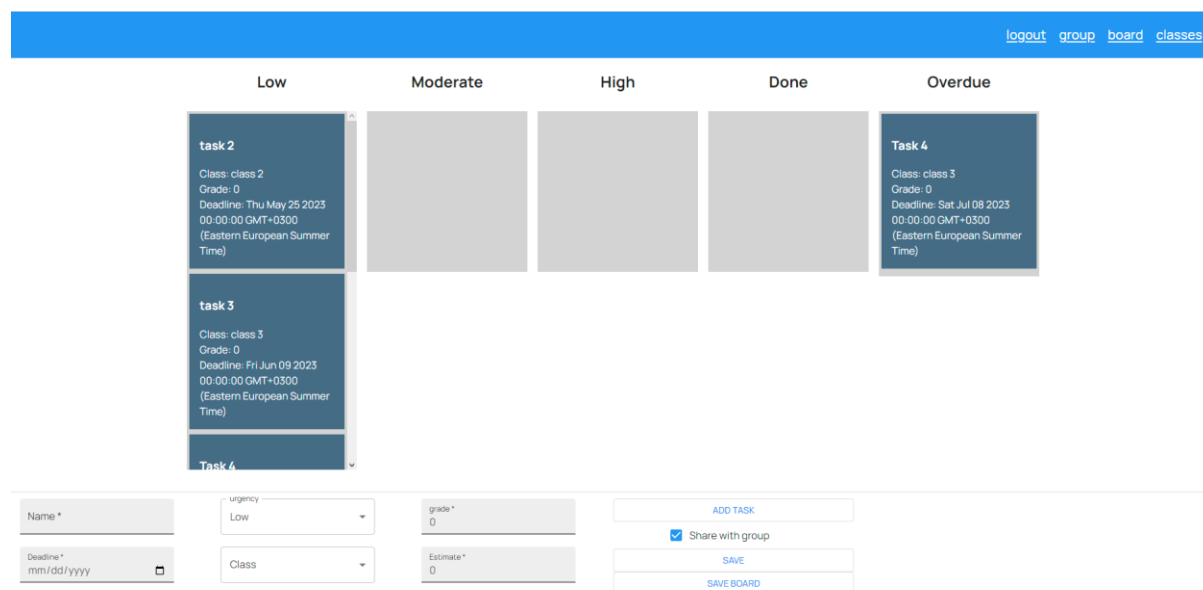 logout group board classes
Low Moderate High Done Overdue
task 2
Class: class 2
Grade: 0
Deadline: Thu May 25 2023
00:00:00 GMT+0300
(Eastern European Summer
Time)
task 3
Class: class 3
Grade: 0
Deadline: Fri Jun 09 2023
00:00:00 GMT+0300
(Eastern European Summer
Time)
Task 4
Task 4
Class: class 3
Grade: 0
Deadline: Sat Jul 08 2023
00:00:00 GMT+0300
(Eastern European Summer
Time)
Name *
urgency
Low
grade *
0
ADD TASK
Share with group
Deadline *
mm/dd/yyyy
Class
Estimate *
0
SAVE
SAVE BOARD